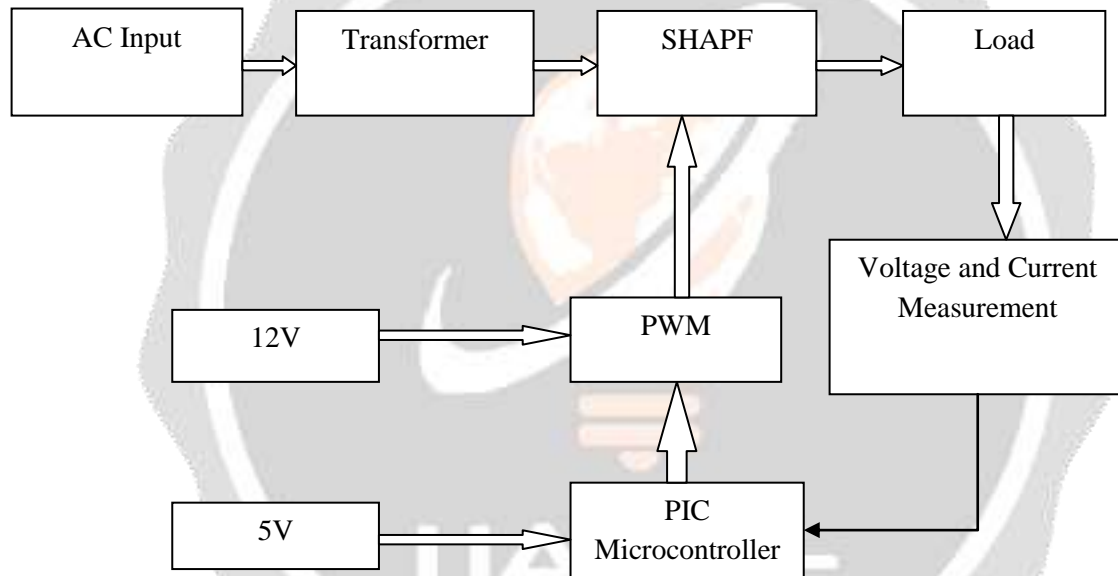 AC Input
Transformer
SHAPF
Load
Voltage and Current
Measurement
12V
PWM
5V
PIC
Microcontroller